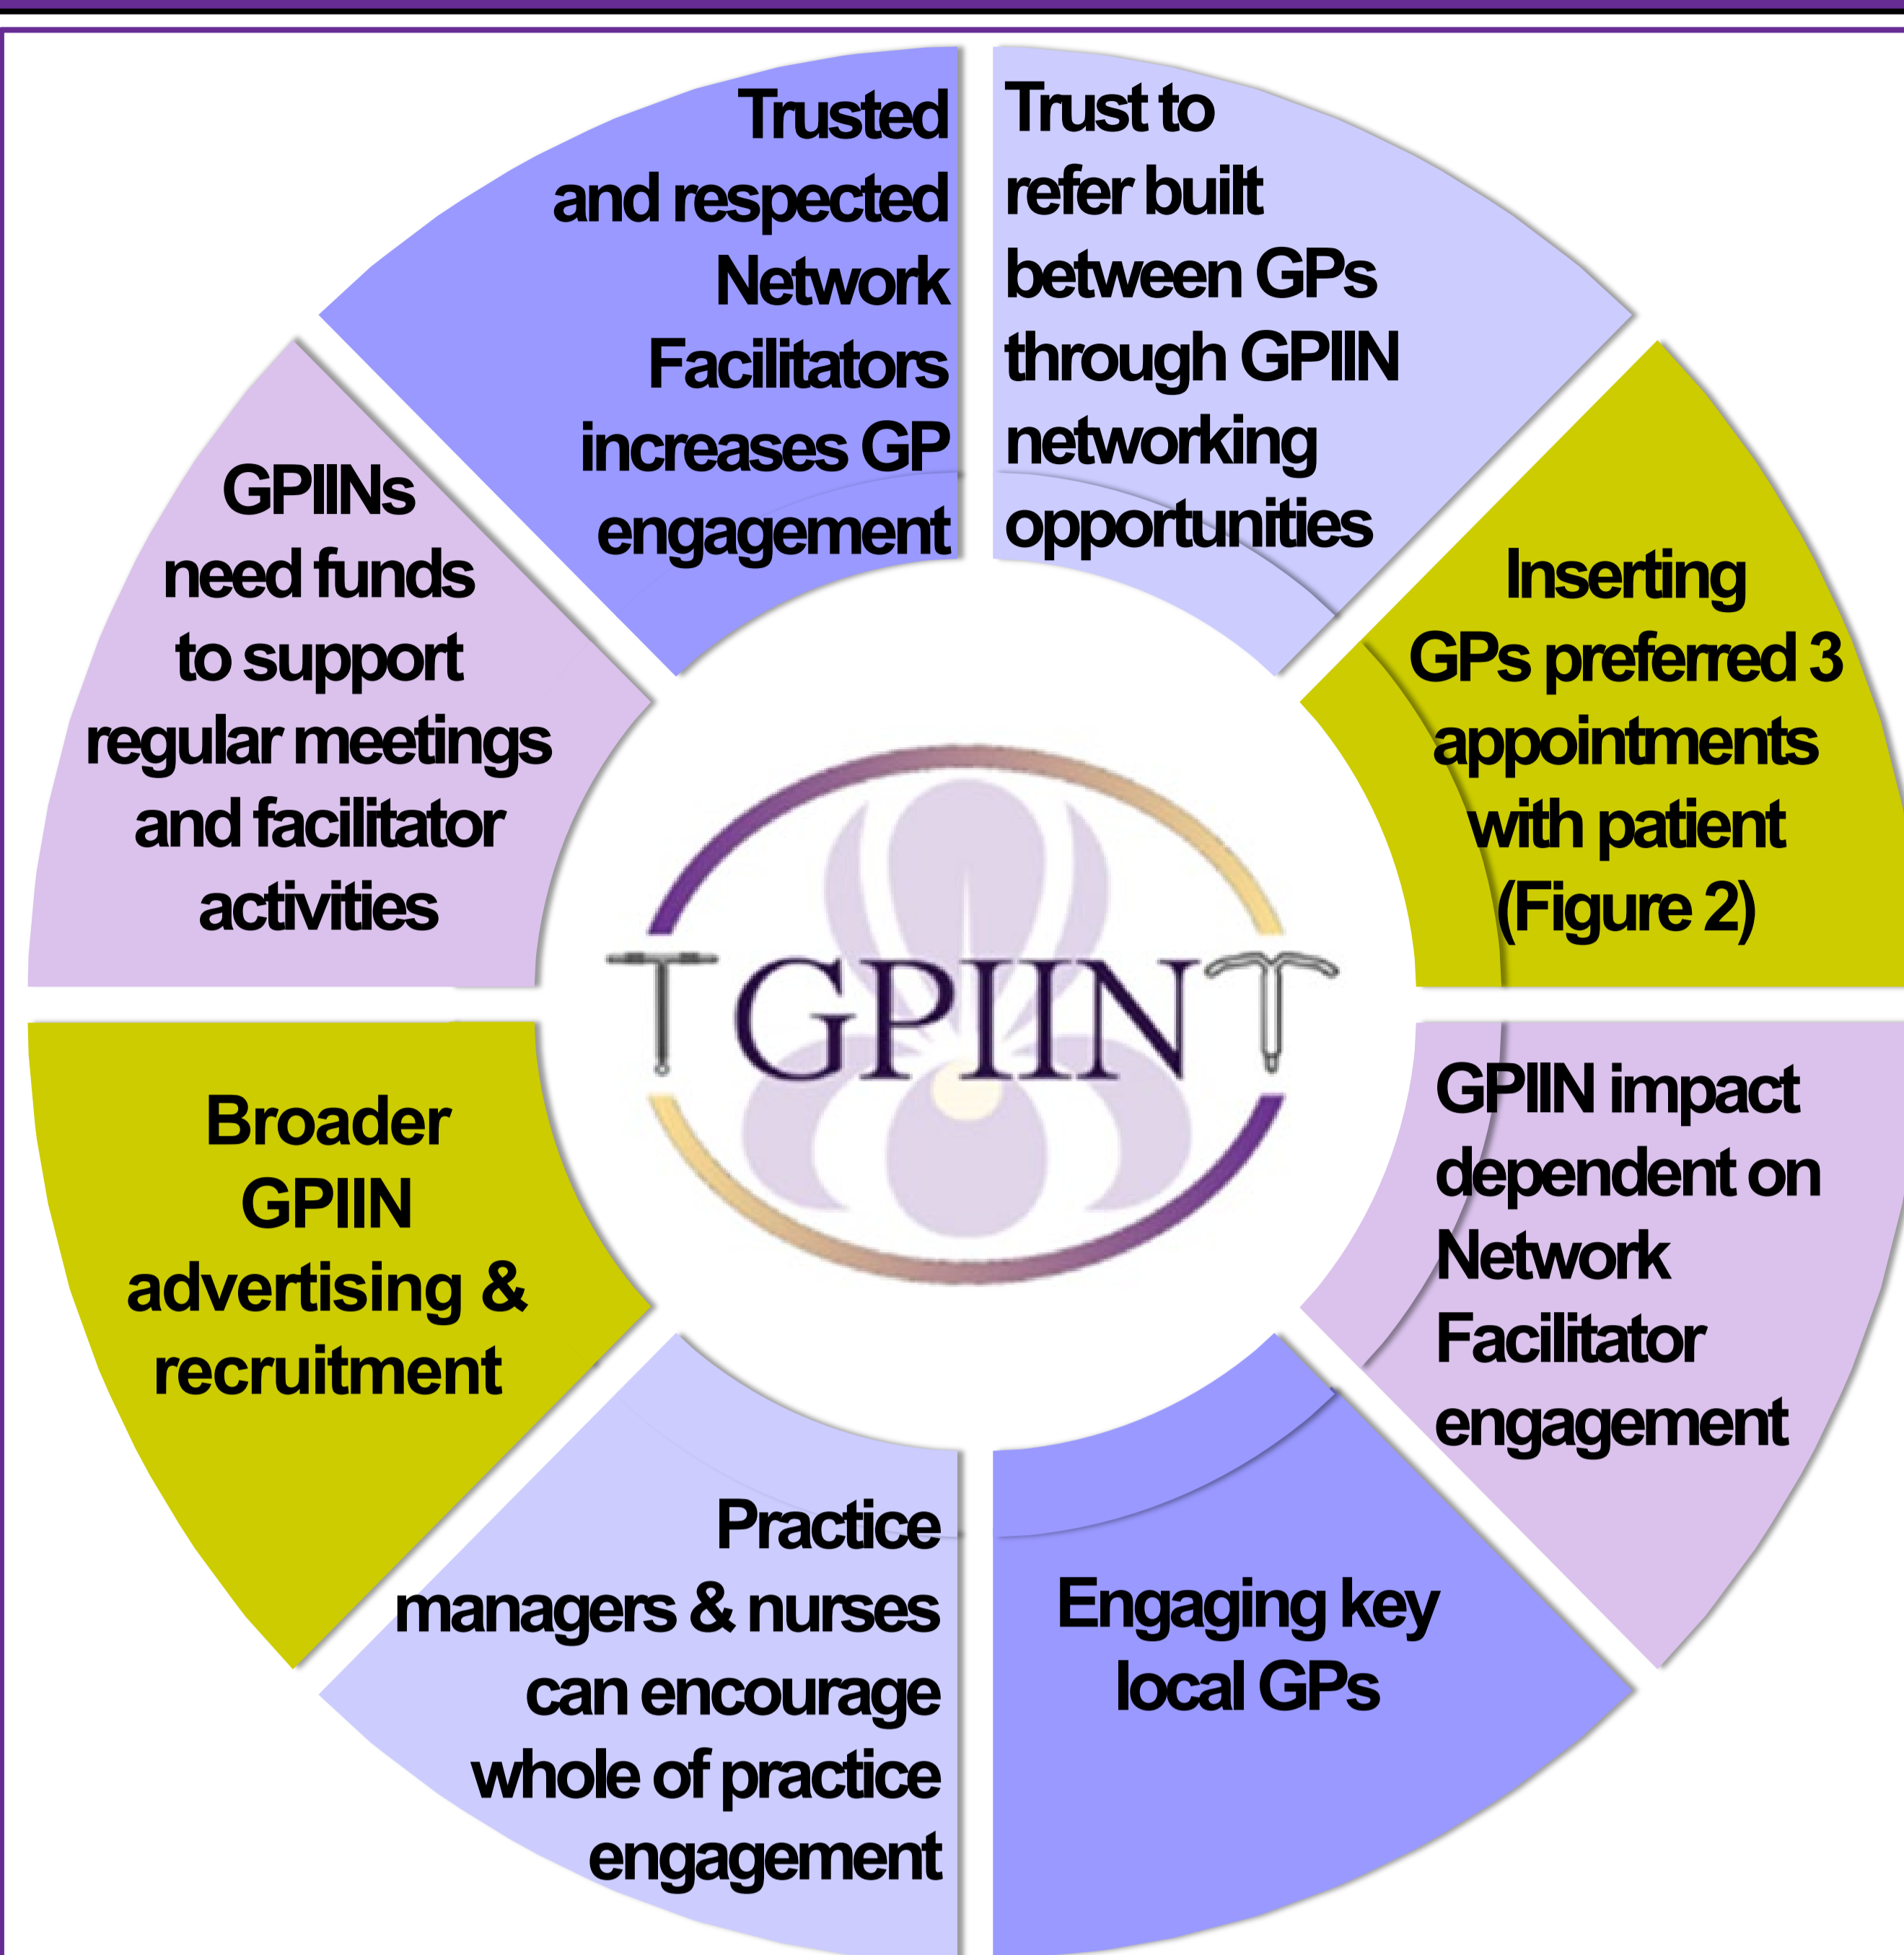 Trusted
and respected
Network
Facilitators
increases GP
engagement
Trust to
refer built
between GPs
through GPIIN
networking
opportunities
Inserting
GPs preferred 3
appointments
with patient
(Figure 2)
GPIIN impact
dependent on
Network
Facilitator
engagement
Engaging key
local GPs
Practice
managers & nurses
can encourage
whole of practice
engagement
Broader
GPIIN
advertising &
recruitment
GPIINs
need funds
to support
regular meetings
and facilitator
activities
GPIIN